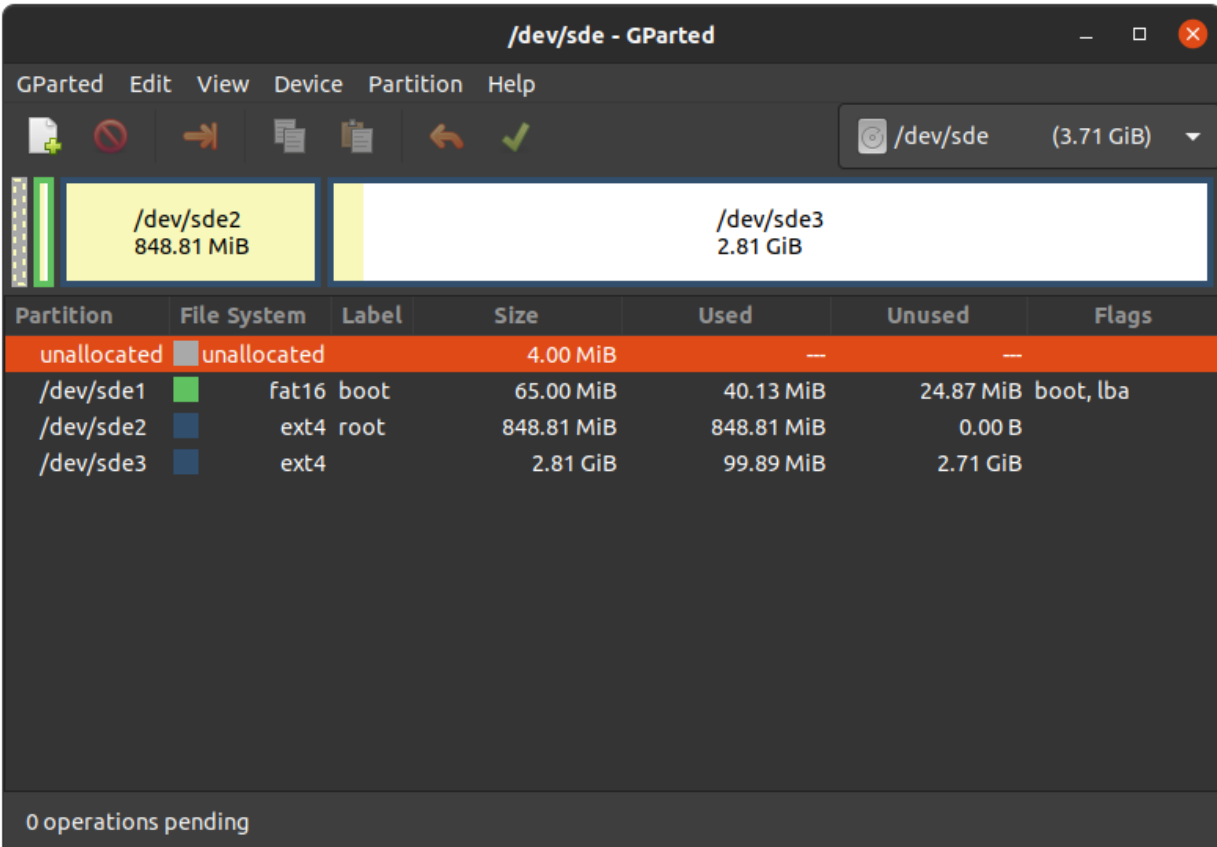 /dev/sde - GParted
GParted Edit View Device Partition Help
/dev/sde (3.71 GiB)
/dev/sde2
848.81 MiB
/dev/sde3
2.81 GiB
Partition File System Label Size Used Unused Flags
unallocated unallocated 4.00 MiB --- ---
/dev/sde1 fat16 boot 65.00 MiB 40.13 MiB 24.87 MiB boot, lba
/dev/sde2 ext4 root 848.81 MiB 848.81 MiB 0.00 B
/dev/sde3 ext4 2.81 GiB 99.89 MiB 2.71 GiB
0 operations pending